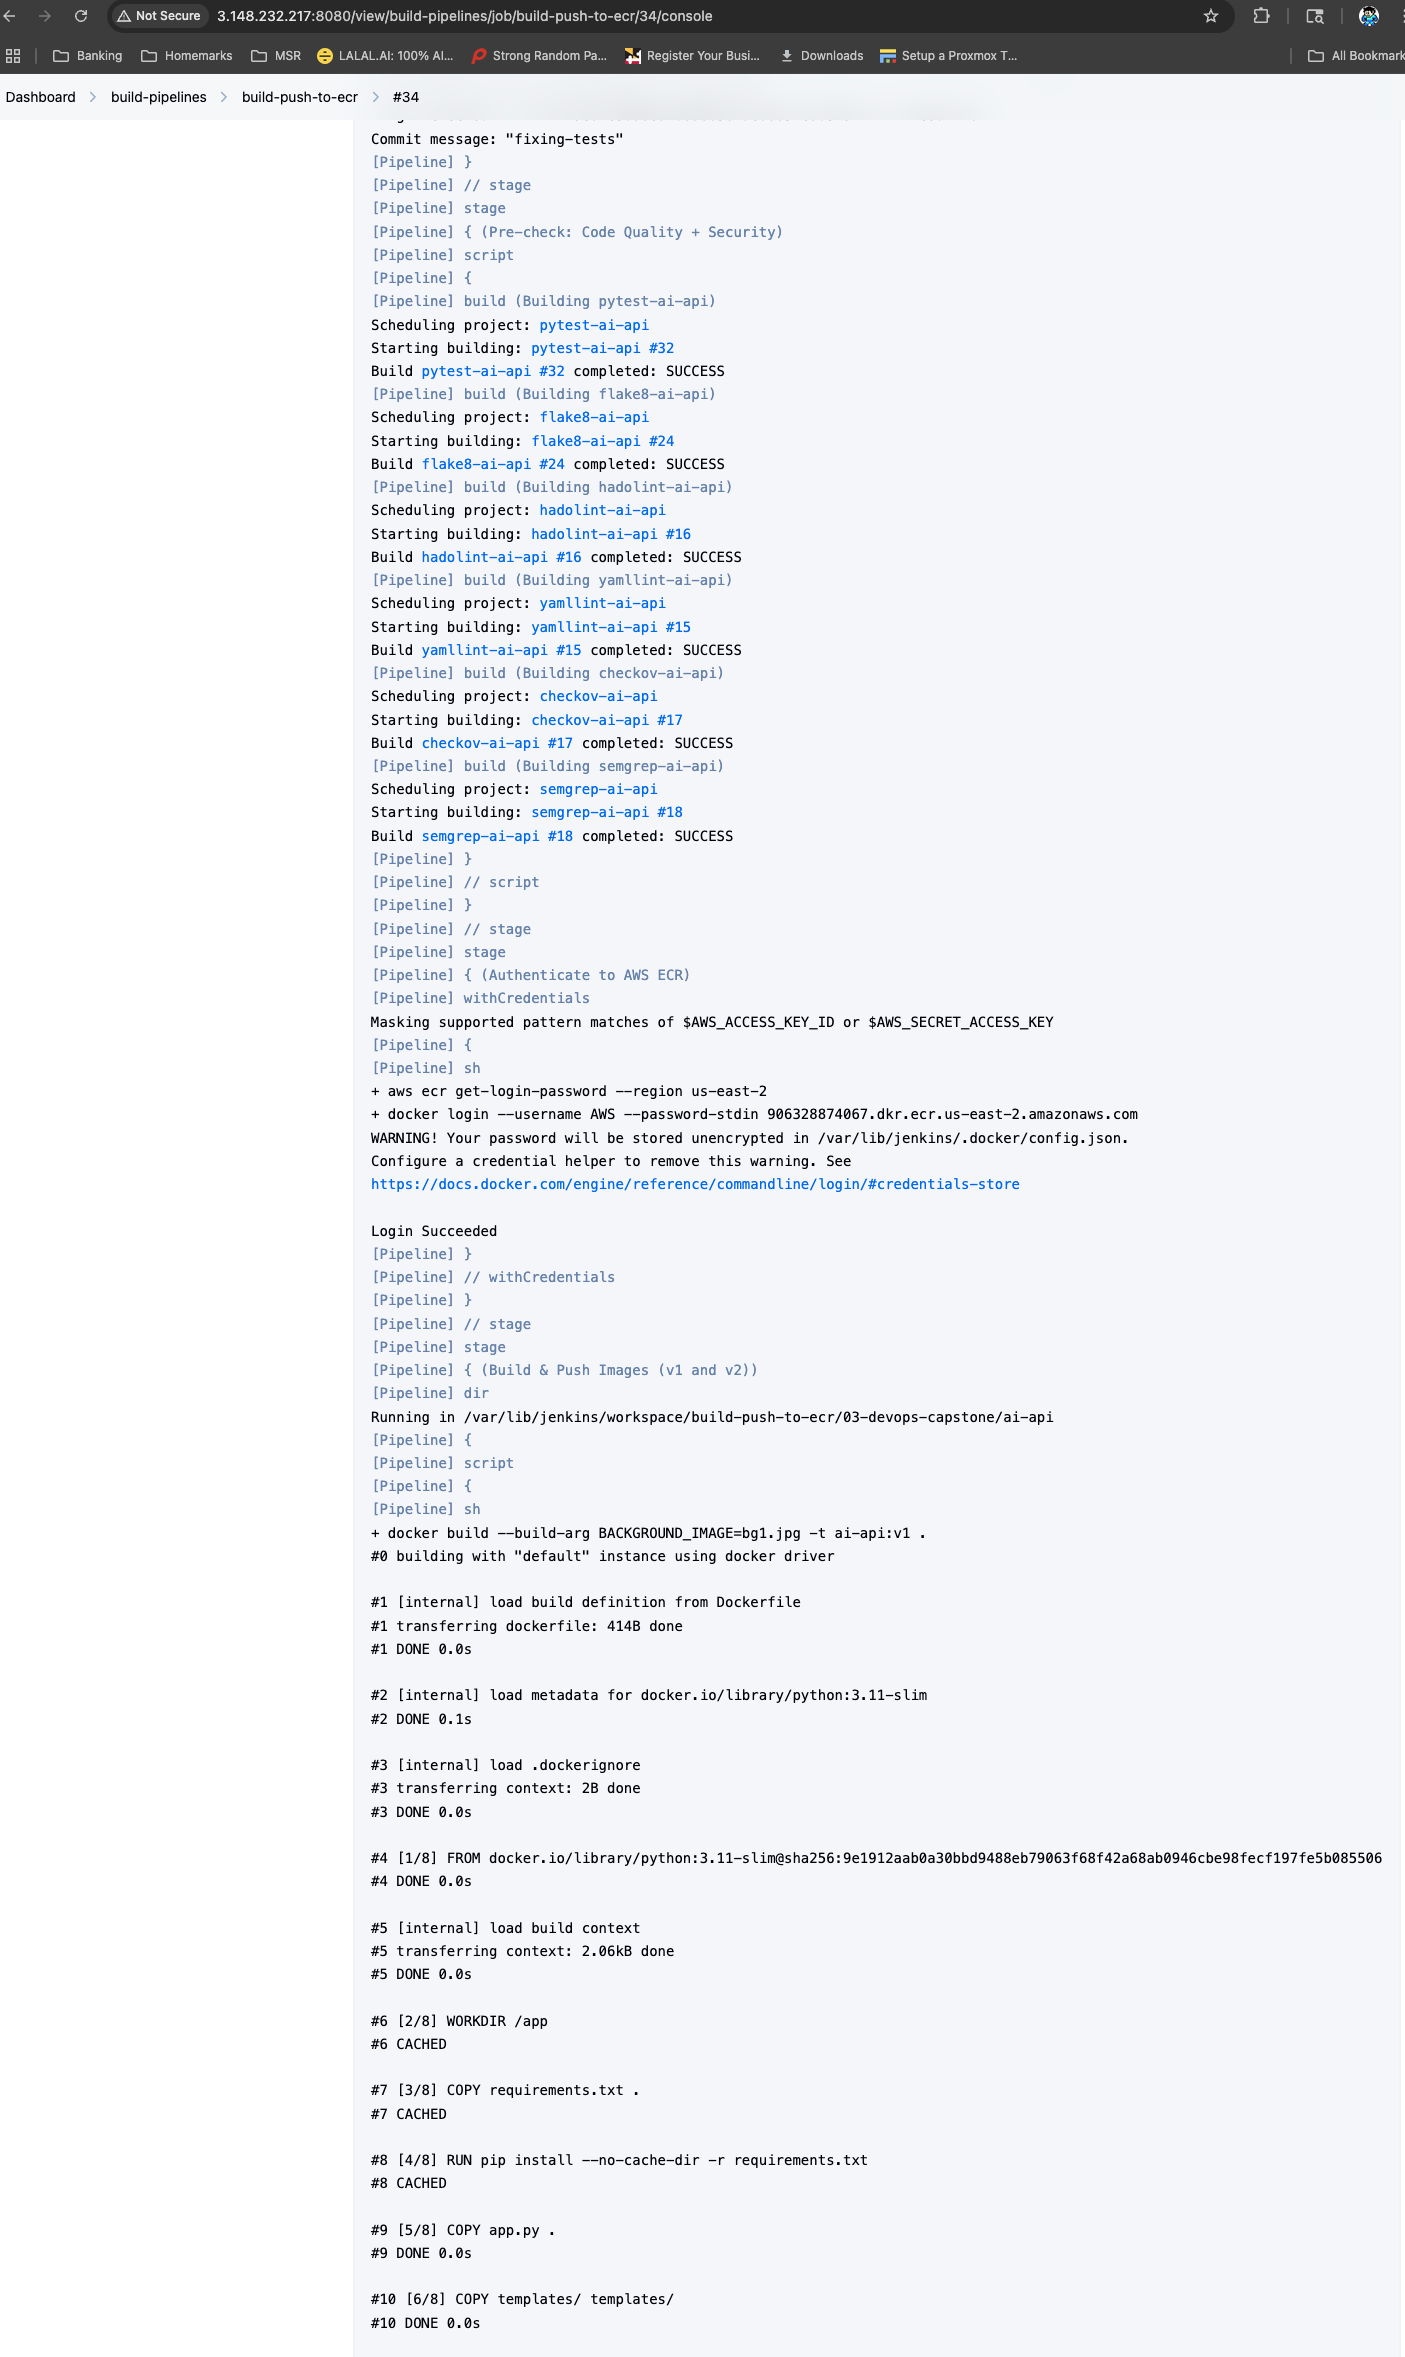 Not Secure 3.148.232.217:8080/view/build-pipelines/job/build-push-to-ecr/34/console
Banking Homemarks MSR LALAL.AI: 100% AI... Strong Random Pa... Register Your Busi... Downloads Setup a Proxmox T... All Bookmark
Dashboard build-pipelines build-push-to-ecr #34
Commit message: "fixing-tests"
[Pipeline] }
[Pipeline] // stage
[Pipeline] stage
[Pipeline] { (Pre-check: Code Quality + Security)
[Pipeline] script
[Pipeline] {
[Pipeline] build (Building pytest-ai-api)
Scheduling project: pytest-ai-api
Starting building: pytest-ai-api #32
Build pytest-ai-api #32 completed: SUCCESS
[Pipeline] build (Building flake8-ai-api)
Scheduling project: flake8-ai-api
Starting building: flake8-ai-api #24
Build flake8-ai-api #24 completed: SUCCESS
[Pipeline] build (Building hadolint-ai-api)
Scheduling project: hadolint-ai-api
Starting building: hadolint-ai-api #16
Build hadolint-ai-api #16 completed: SUCCESS
[Pipeline] build (Building yamllint-ai-api)
Scheduling project: yamllint-ai-api
Starting building: yamllint-ai-api #15
Build yamllint-ai-api #15 completed: SUCCESS
[Pipeline] build (Building checkov-ai-api)
Scheduling project: checkov-ai-api
Starting building: checkov-ai-api #17
Build checkov-ai-api #17 completed: SUCCESS
[Pipeline] build (Building semgrep-ai-api)
Scheduling project: semgrep-ai-api
Starting building: semgrep-ai-api #18
Build semgrep-ai-api #18 completed: SUCCESS
[Pipeline] }
[Pipeline] // script
[Pipeline] }
[Pipeline] // stage
[Pipeline] stage
[Pipeline] { (Authenticate to AWS ECR)
[Pipeline] withCredentials
Masking supported pattern matches of $AWS_ACCESS_KEY_ID or $AWS_SECRET_ACCESS_KEY
[Pipeline] {
[Pipeline] sh
+ aws ecr get-login-password --region us-east-2
+ docker login --username AWS --password-stdin 906328874067.dkr.ecr.us-east-2.amazonaws.com
WARNING! Your password will be stored unencrypted in /var/lib/jenkins/.docker/config.json.
Configure a credential helper to remove this warning. See
https://docs.docker.com/engine/reference/commandline/login/#credentials-store
Login Succeeded
[Pipeline] }
[Pipeline] // withCredentials
[Pipeline] }
[Pipeline] // stage
[Pipeline] stage
[Pipeline] { (Build & Push Images (v1 and v2))
[Pipeline] dir
Running in /var/lib/jenkins/workspace/build-push-to-ecr/03-devops-capstone/ai-api
[Pipeline] {
[Pipeline] script
[Pipeline] {
[Pipeline] sh
+ docker build --build-arg BACKGROUND_IMAGE=bg1.jpg -t ai-api:v1 .
#0 building with "default" instance using docker driver
#1 [internal] load build definition from Dockerfile
#1 transferring dockerfile: 414B done
#1 DONE 0.0s
#2 [internal] load metadata for docker.io/library/python:3.11-slim
#2 DONE 0.1s
#3 [internal] load .dockerignore
#3 transferring context: 2B done
#3 DONE 0.0s
#4 [1/8] FROM docker.io/library/python:3.11-slim@sha256:9e1912aab0a30bbd9488eb79063f68f42a68ab0946cbe98fecf197fe5b085506
#4 DONE 0.0s
#5 [internal] load build context
#5 transferring context: 2.06kB done
#5 DONE 0.0s
#6 [2/8] WORKDIR /app
#6 CACHED
#7 [3/8] COPY requirements.txt .
#7 CACHED
#8 [4/8] RUN pip install --no-cache-dir -r requirements.txt
#8 CACHED
#9 [5/8] COPY app.py .
#9 DONE 0.0s
#10 [6/8] COPY templates/ templates/
#10 DONE 0.0s